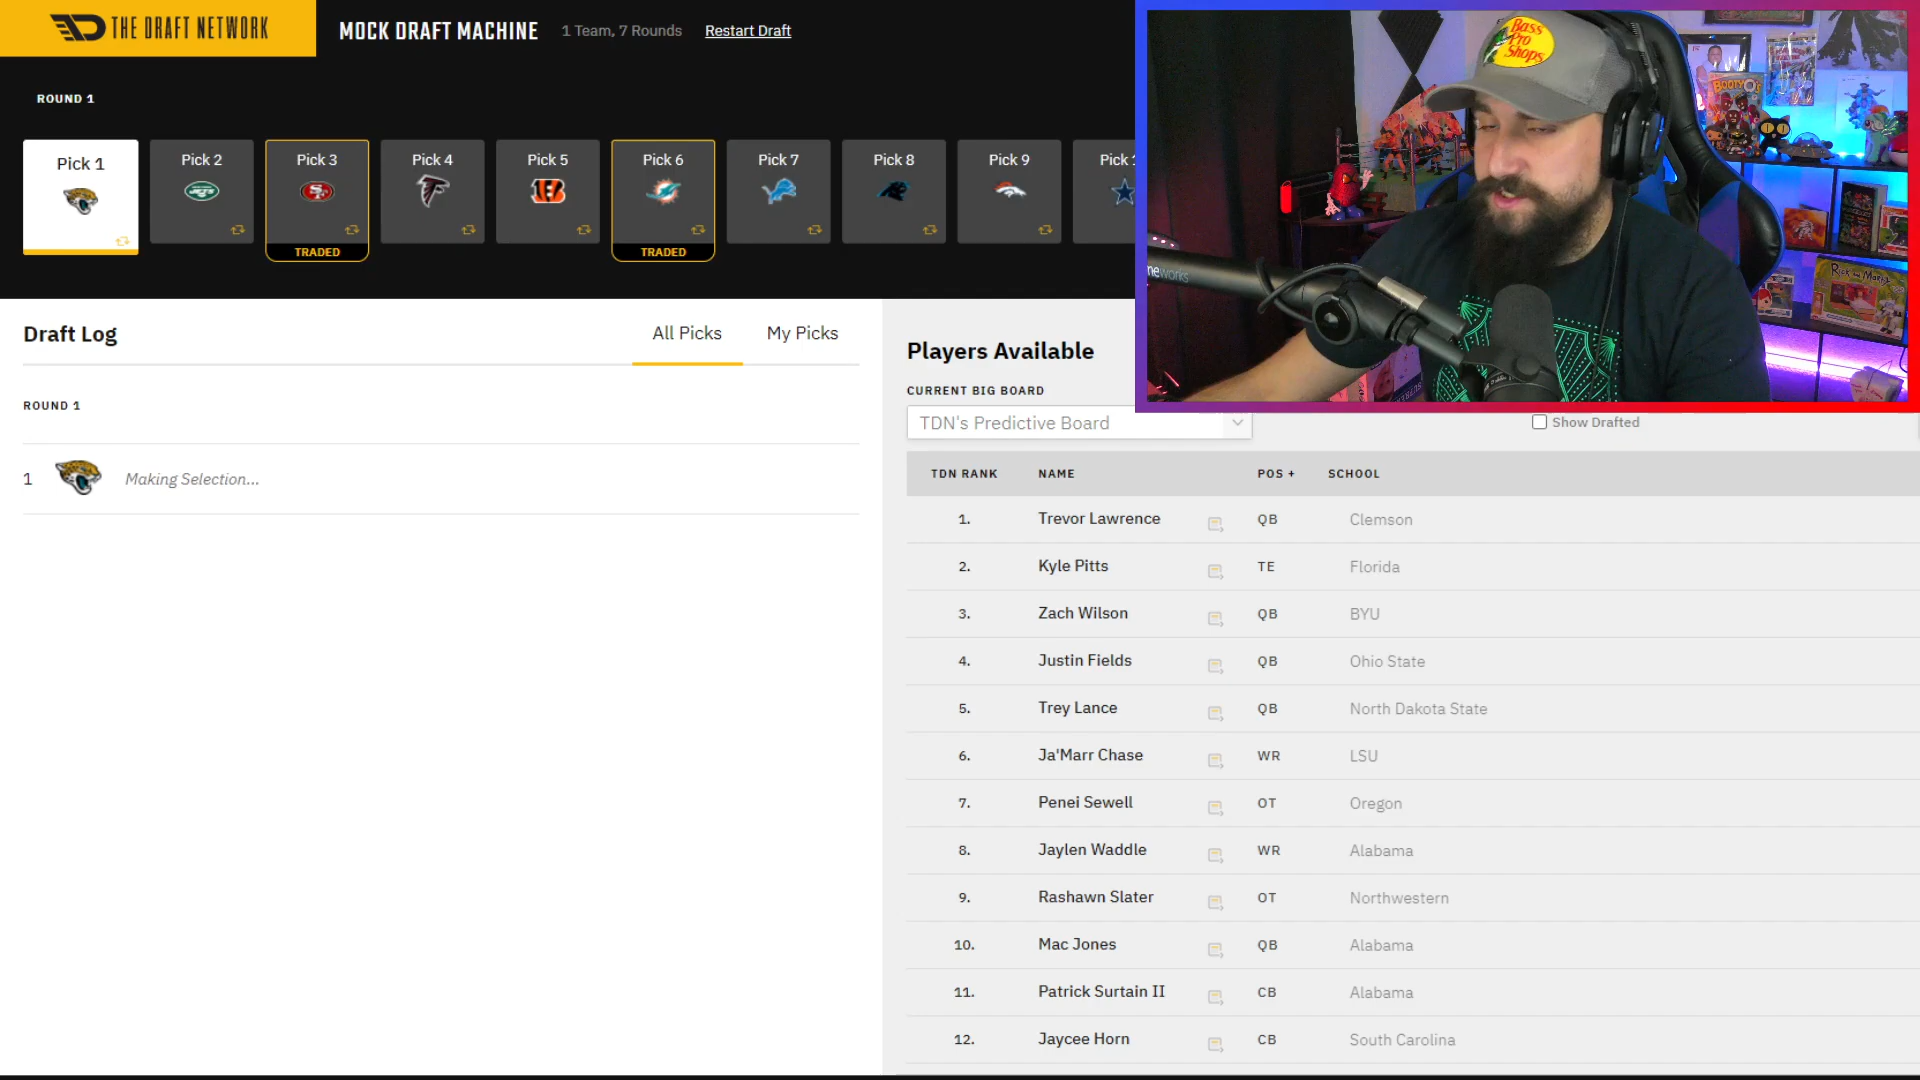 THE DRAFT NETWORK
MOCK DRAFT MACHINE
1 Team, 7 Rounds
Restart Draft
ROUND 1
Pick 1
Pick 2
Pick 3
Pick 4
Pick 5
Pick 6
Pick 7
Pick 8
Pick 9
Pick
TRADED
TRADED
Bass
Pro
Shops
BOOTY O's
Rick and Morty
neworks
Draft Log
All Picks
My Picks
ROUND 1
1
Making Selection...
Players Available
CURRENT BIG BOARD
TDN's Predictive Board
Show Drafted
TDN RANK NAME POS + SCHOOL
1. Trevor Lawrence QB Clemson
2. Kyle Pitts TE Florida
3. Zach Wilson QB BYU
4. Justin Fields QB Ohio State
5. Trey Lance QB North Dakota State
6. Ja'Marr Chase WR LSU
7. Penei Sewell OT Oregon
8. Jaylen Waddle WR Alabama
9. Rashawn Slater OT Northwestern
10. Mac Jones QB Alabama
11. Patrick Surtain II CB Alabama
12. Jaycee Horn CB South Carolina